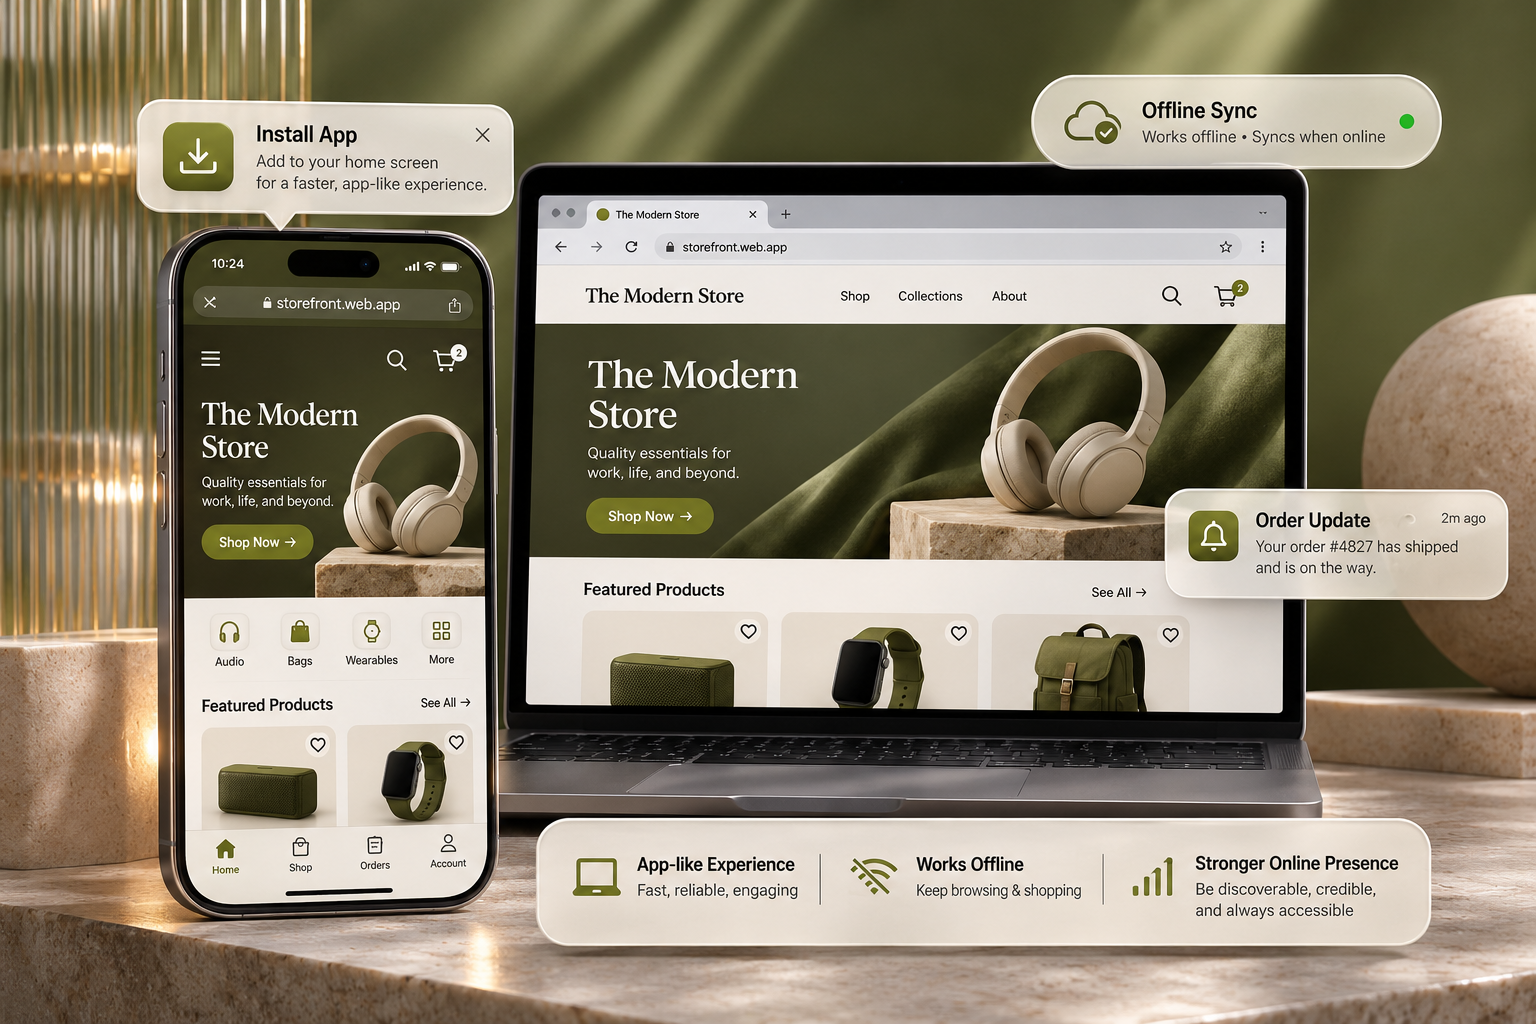 Install App
Add to your home screen
for a faster, app-like experience.
Offline Sync
Works offline • Syncs when online
10:24
storefront.web.app
2
The Modern
Store
Quality essentials for
work, life, and beyond.
Shop Now →
Audio
Bags
Wearables
More
Featured Products
See All →
Home
Shop
Orders
Account
The Modern Store
storefront.web.app
The Modern Store
Shop
Collections
About
2
The Modern
Store
Quality essentials for
work, life, and beyond.
Shop Now →
Featured Products
See All →
Order Update
2m ago
Your order #4827 has shipped
and is on the way.
App-like Experience
Fast, reliable, engaging
Works Offline
Keep browsing & shopping
Stronger Online Presence
Be discoverable, credible,
and always accessible